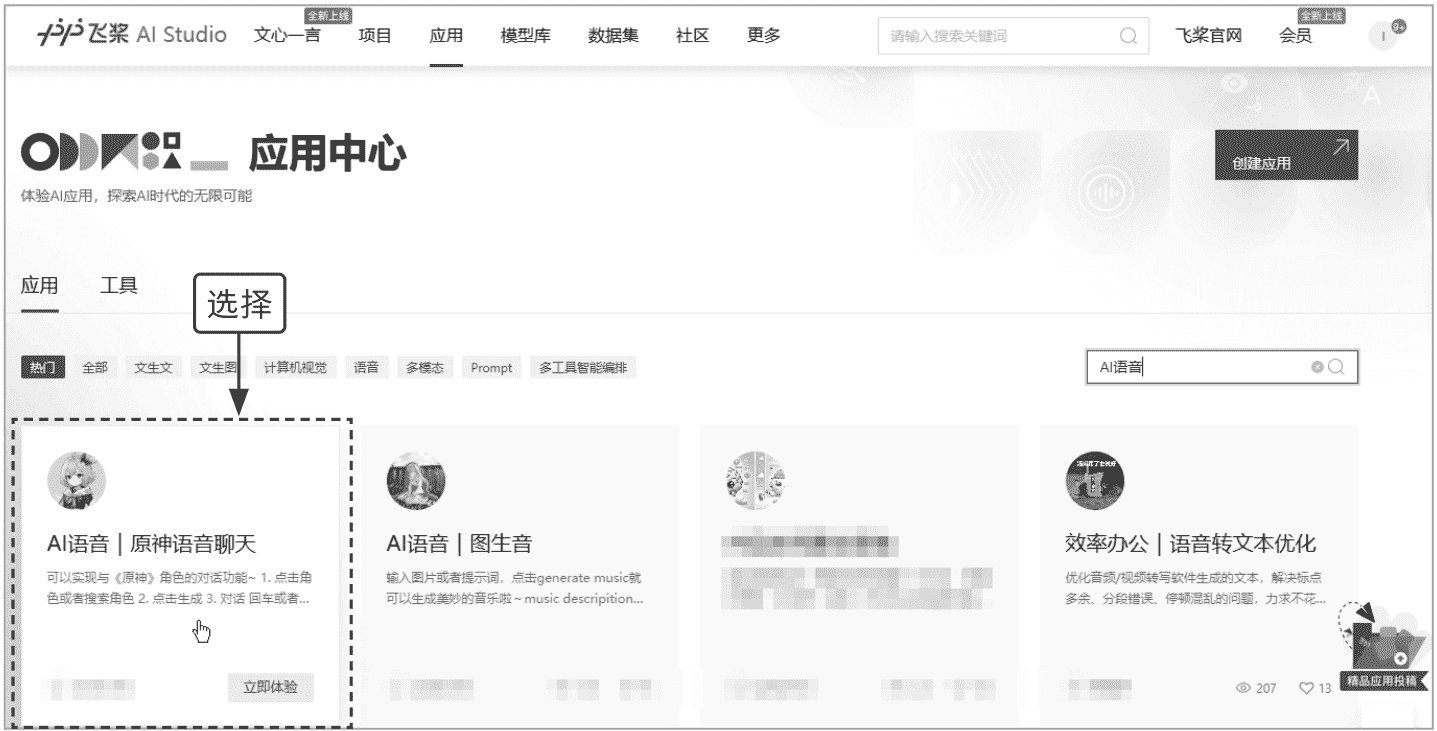 全新上线
全新上线
飞桨 AI Studio 文心一言 项目 应用 模型库 数据集 社区 更多 请输入搜索关键词 飞桨官网 会员 I 9+
应用中心
创建应用
体验AI应用，探索AI时代的无限可能
应用 工具
选择
热门 全部 文生文 文生图 计算机视觉 语音 多模态 Prompt 多工具智能编排 AI语音
AI语音｜原神语音聊天
可以实现与《原神》角色的对话功能~ 1. 点击角
色或者搜索角色 2. 点击生成 3. 对话 回车或者...
立即体验
AI语音｜图生音
输入图片或者提示词，点击generate music就
可以生成美妙的音乐啦～music descripition...
效率办公｜语音转文本优化
优化音频/视频转写软件生成的文本，解决标点
多余、分段错误、停顿混乱的问题，力求不花...
207 13
精品应用投稿